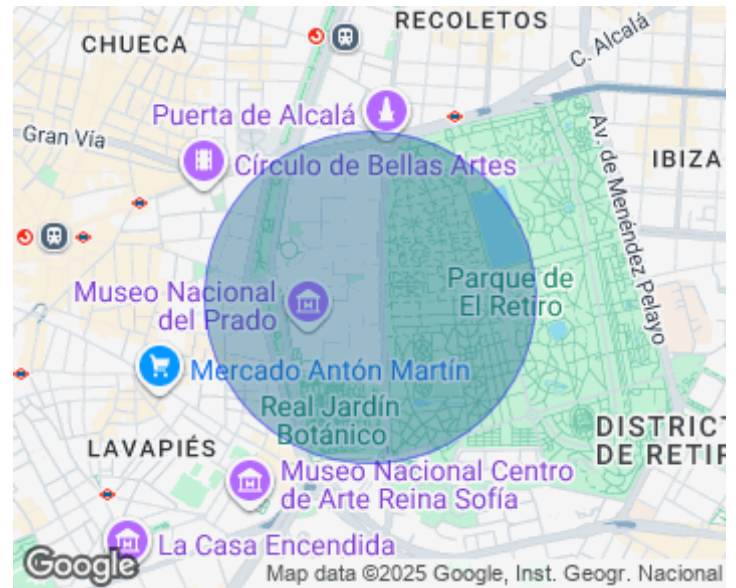 RECOLETOS
CHUECA
C. Alcalá
Puerta de Alcalá
Gran Vía
Círculo de Bellas Artes
IBIZA
Av. de Menéndez Pelayo
Parque de
El Retiro
Museo Nacional
del Prado
Mercado Antón Martín
Real Jardín
Botánico
DISTRICT
DE RETIR
LAVAPIÉS
Museo Nacional Centro
de Arte Reina Sofía
La Casa Encendida
Google
Map data ©2025 Google, Inst. Geogr. Nacional